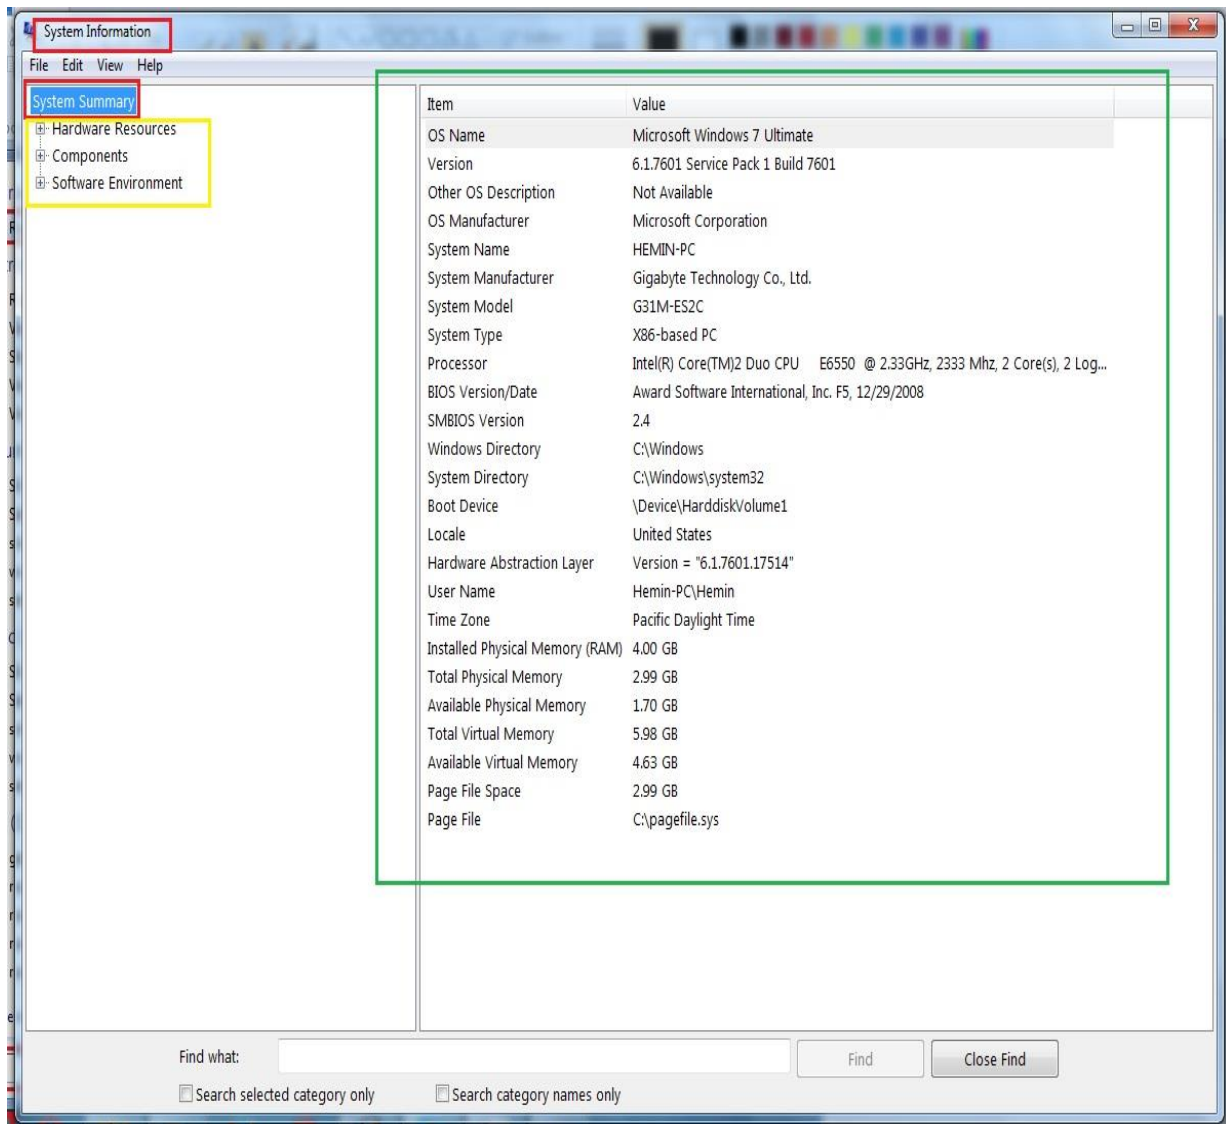 System Information
File Edit View Help
System Summary
Hardware Resources
Components
Software Environment
Item Value
OS Name Microsoft Windows 7 Ultimate
Version 6.1.7601 Service Pack 1 Build 7601
Other OS Description Not Available
OS Manufacturer Microsoft Corporation
System Name HEMIN-PC
System Manufacturer Gigabyte Technology Co., Ltd.
System Model G31M-ES2C
System Type X86-based PC
Processor Intel(R) Core(TM)2 Duo CPU E6550 @ 2.33GHz, 2333 Mhz, 2 Core(s), 2 Log...
BIOS Version/Date Award Software International, Inc. F5, 12/29/2008
SMBIOS Version 2.4
Windows Directory C:\Windows
System Directory C:\Windows\system32
Boot Device \Device\HarddiskVolume1
Locale United States
Hardware Abstraction Layer Version = "6.1.7601.17514"
User Name Hemin-PC\Hemin
Time Zone Pacific Daylight Time
Installed Physical Memory (RAM) 4.00 GB
Total Physical Memory 2.99 GB
Available Physical Memory 1.70 GB
Total Virtual Memory 5.98 GB
Available Virtual Memory 4.63 GB
Page File Space 2.99 GB
Page File C:\pagefile.sys
Find what: Find Close Find
Search selected category only Search category names only